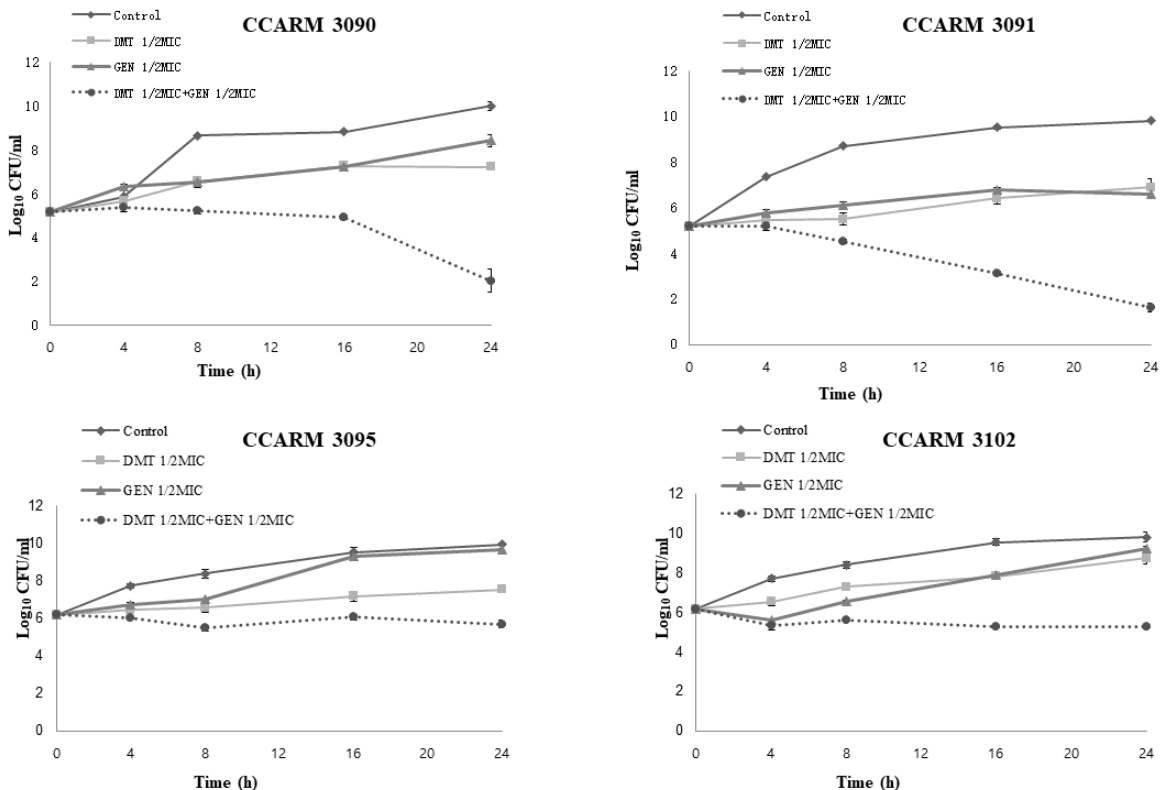 CCARM 3090
Control
DMT 1/2MIC
GEN 1/2MIC
DMT 1/2MIC+GEN 1/2MIC
12
10
8
6
4
2
0
Log10 CFU/ml
0 4 8 12 16 20 24
Time (h)
CCARM 3091
Control
DMT 1/2MIC
GEN 1/2MIC
DMT 1/2MIC+GEN 1/2MIC
12
10
8
6
4
2
0
Log10 CFU/ml
0 4 8 12 16 20 24
Time (h)
CCARM 3095
Control
DMT 1/2MIC
GEN 1/2MIC
DMT 1/2MIC+GEN 1/2MIC
12
10
8
6
4
2
0
Log10 CFU/ml
0 4 8 12 16 20 24
Time (h)
CCARM 3102
Control
DMT 1/2MIC
GEN 1/2MIC
DMT 1/2MIC+GEN 1/2MIC
12
10
8
6
4
2
0
Log10 CFU/ml
0 4 8 12 16 20 24
Time (h)